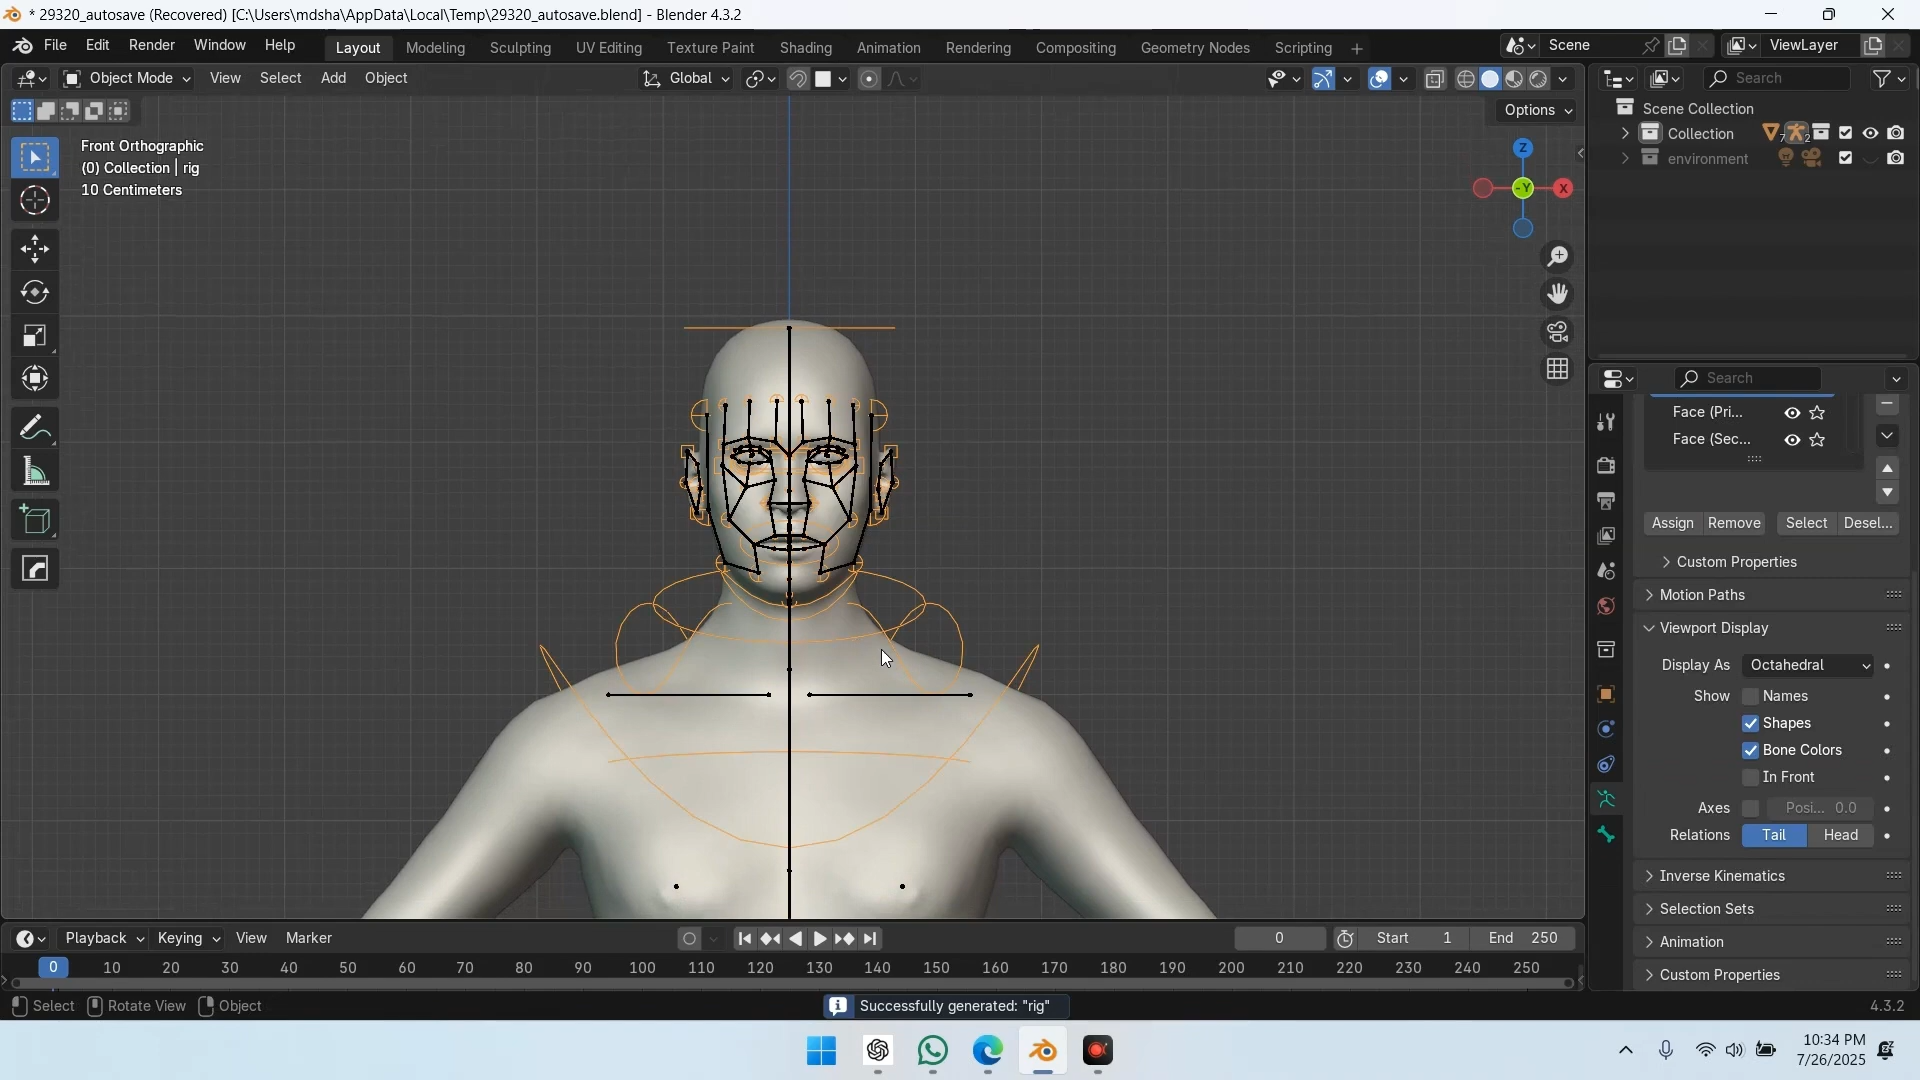 * 29320_autosave (Recovered) [C:\Users\mdsha\AppData\Local\Temp\29320_autosave.blend] - Blender 4.3.2
File Edit Render Window Help Layout Modeling Sculpting UV Editing Texture Paint Shading Animation Rendering Compositing Geometry Nodes Scripting Scene ViewLayer
Object Mode View Select Add Object Global Search
Options
Front Orthographic
(0) Collection | rig
10 Centimeters
Z
-Y
X
Scene Collection
Collection 7 2
environment
Search
Face (Pri...
Face (Sec...
Assign Remove Select Desel...
Custom Properties
Motion Paths
Viewport Display
Display As Octahedral
Show Names
Shapes
Bone Colors
In Front
Axes Posi... 0.0
Relations Tail Head
Inverse Kinematics
Selection Sets
Animation
Custom Properties
Playback Keying View Marker 0 Start 1 End 250
0 10 20 30 40 50 60 70 80 90 100 110 120 130 140 150 160 170 180 190 200 210 220 230 240 250
Select Rotate View Object Successfully generated: "rig" 4.3.2
10:34 PM
7/26/2025